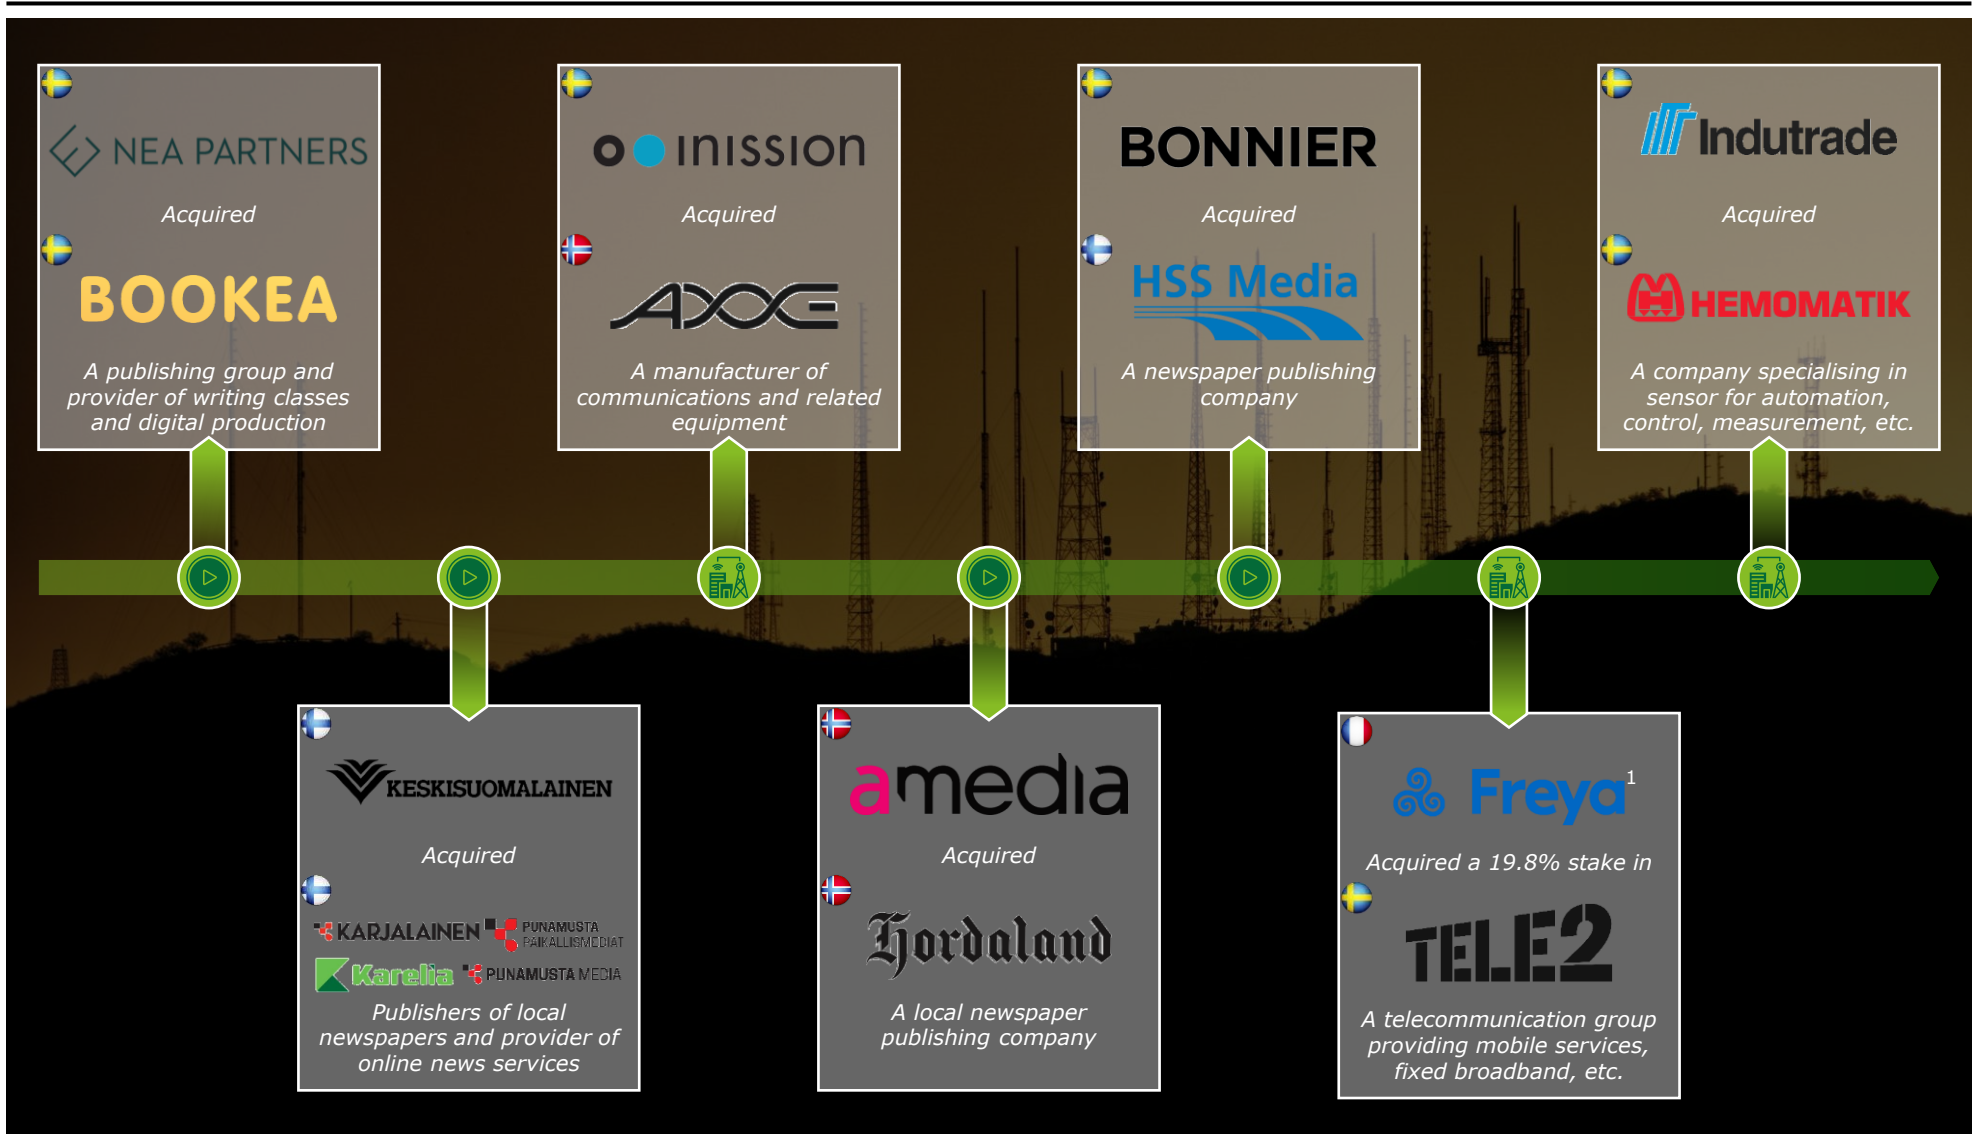 NEA PARTNERS
Acquired
BOOKEA
A publishing group and
provider of writing classes
and digital production
KESKISUOMALAINEN
Acquired
KARJALAINEN
PUNAMUSTA
PAIKALLISMEDIAT
Karelia
PUNAMUSTA MEDIA
Publishers of local
newspapers and provider of
online news services
inission
Acquired
AXXE
A manufacturer of
communications and related
equipment
amedia
Acquired
Hordaland
A local newspaper
publishing company
BONNIER
Acquired
HSS Media
A newspaper publishing
company
Freya1
Acquired a 19.8% stake in
TELE2
A telecommunication group
providing mobile services,
fixed broadband, etc.
Indutrade
Acquired
HEMOMATIK
A company specialising in
sensor for automation,
control, measurement, etc.